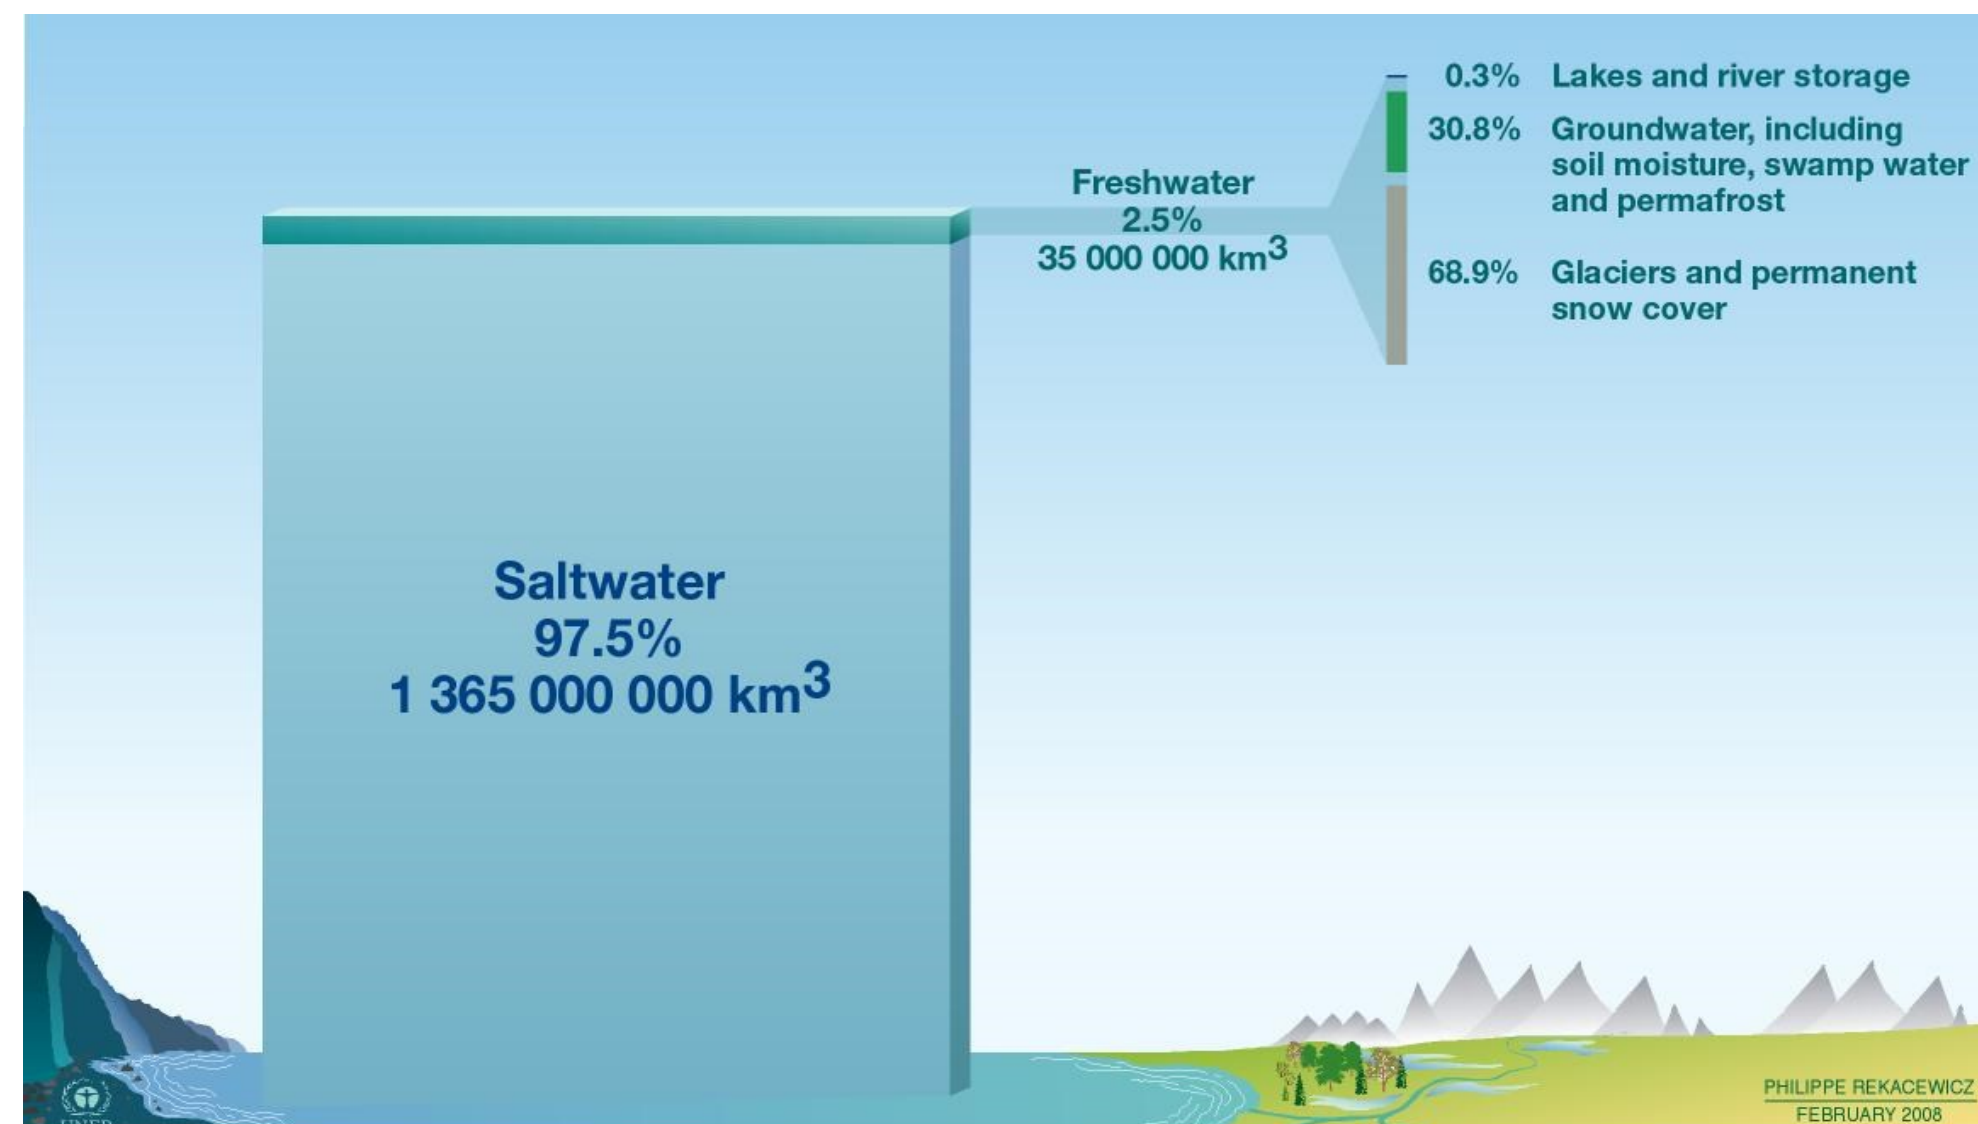 0.3% Lakes and river storage
30.8% Groundwater, including
soil moisture, swamp water
and permafrost
68.9% Glaciers and permanent
snow cover
Freshwater
2.5%
35 000 000 km³
Saltwater
97.5%
1 365 000 000 km³
PHILIPPE REKACEWICZ
FEBRUARY 2008